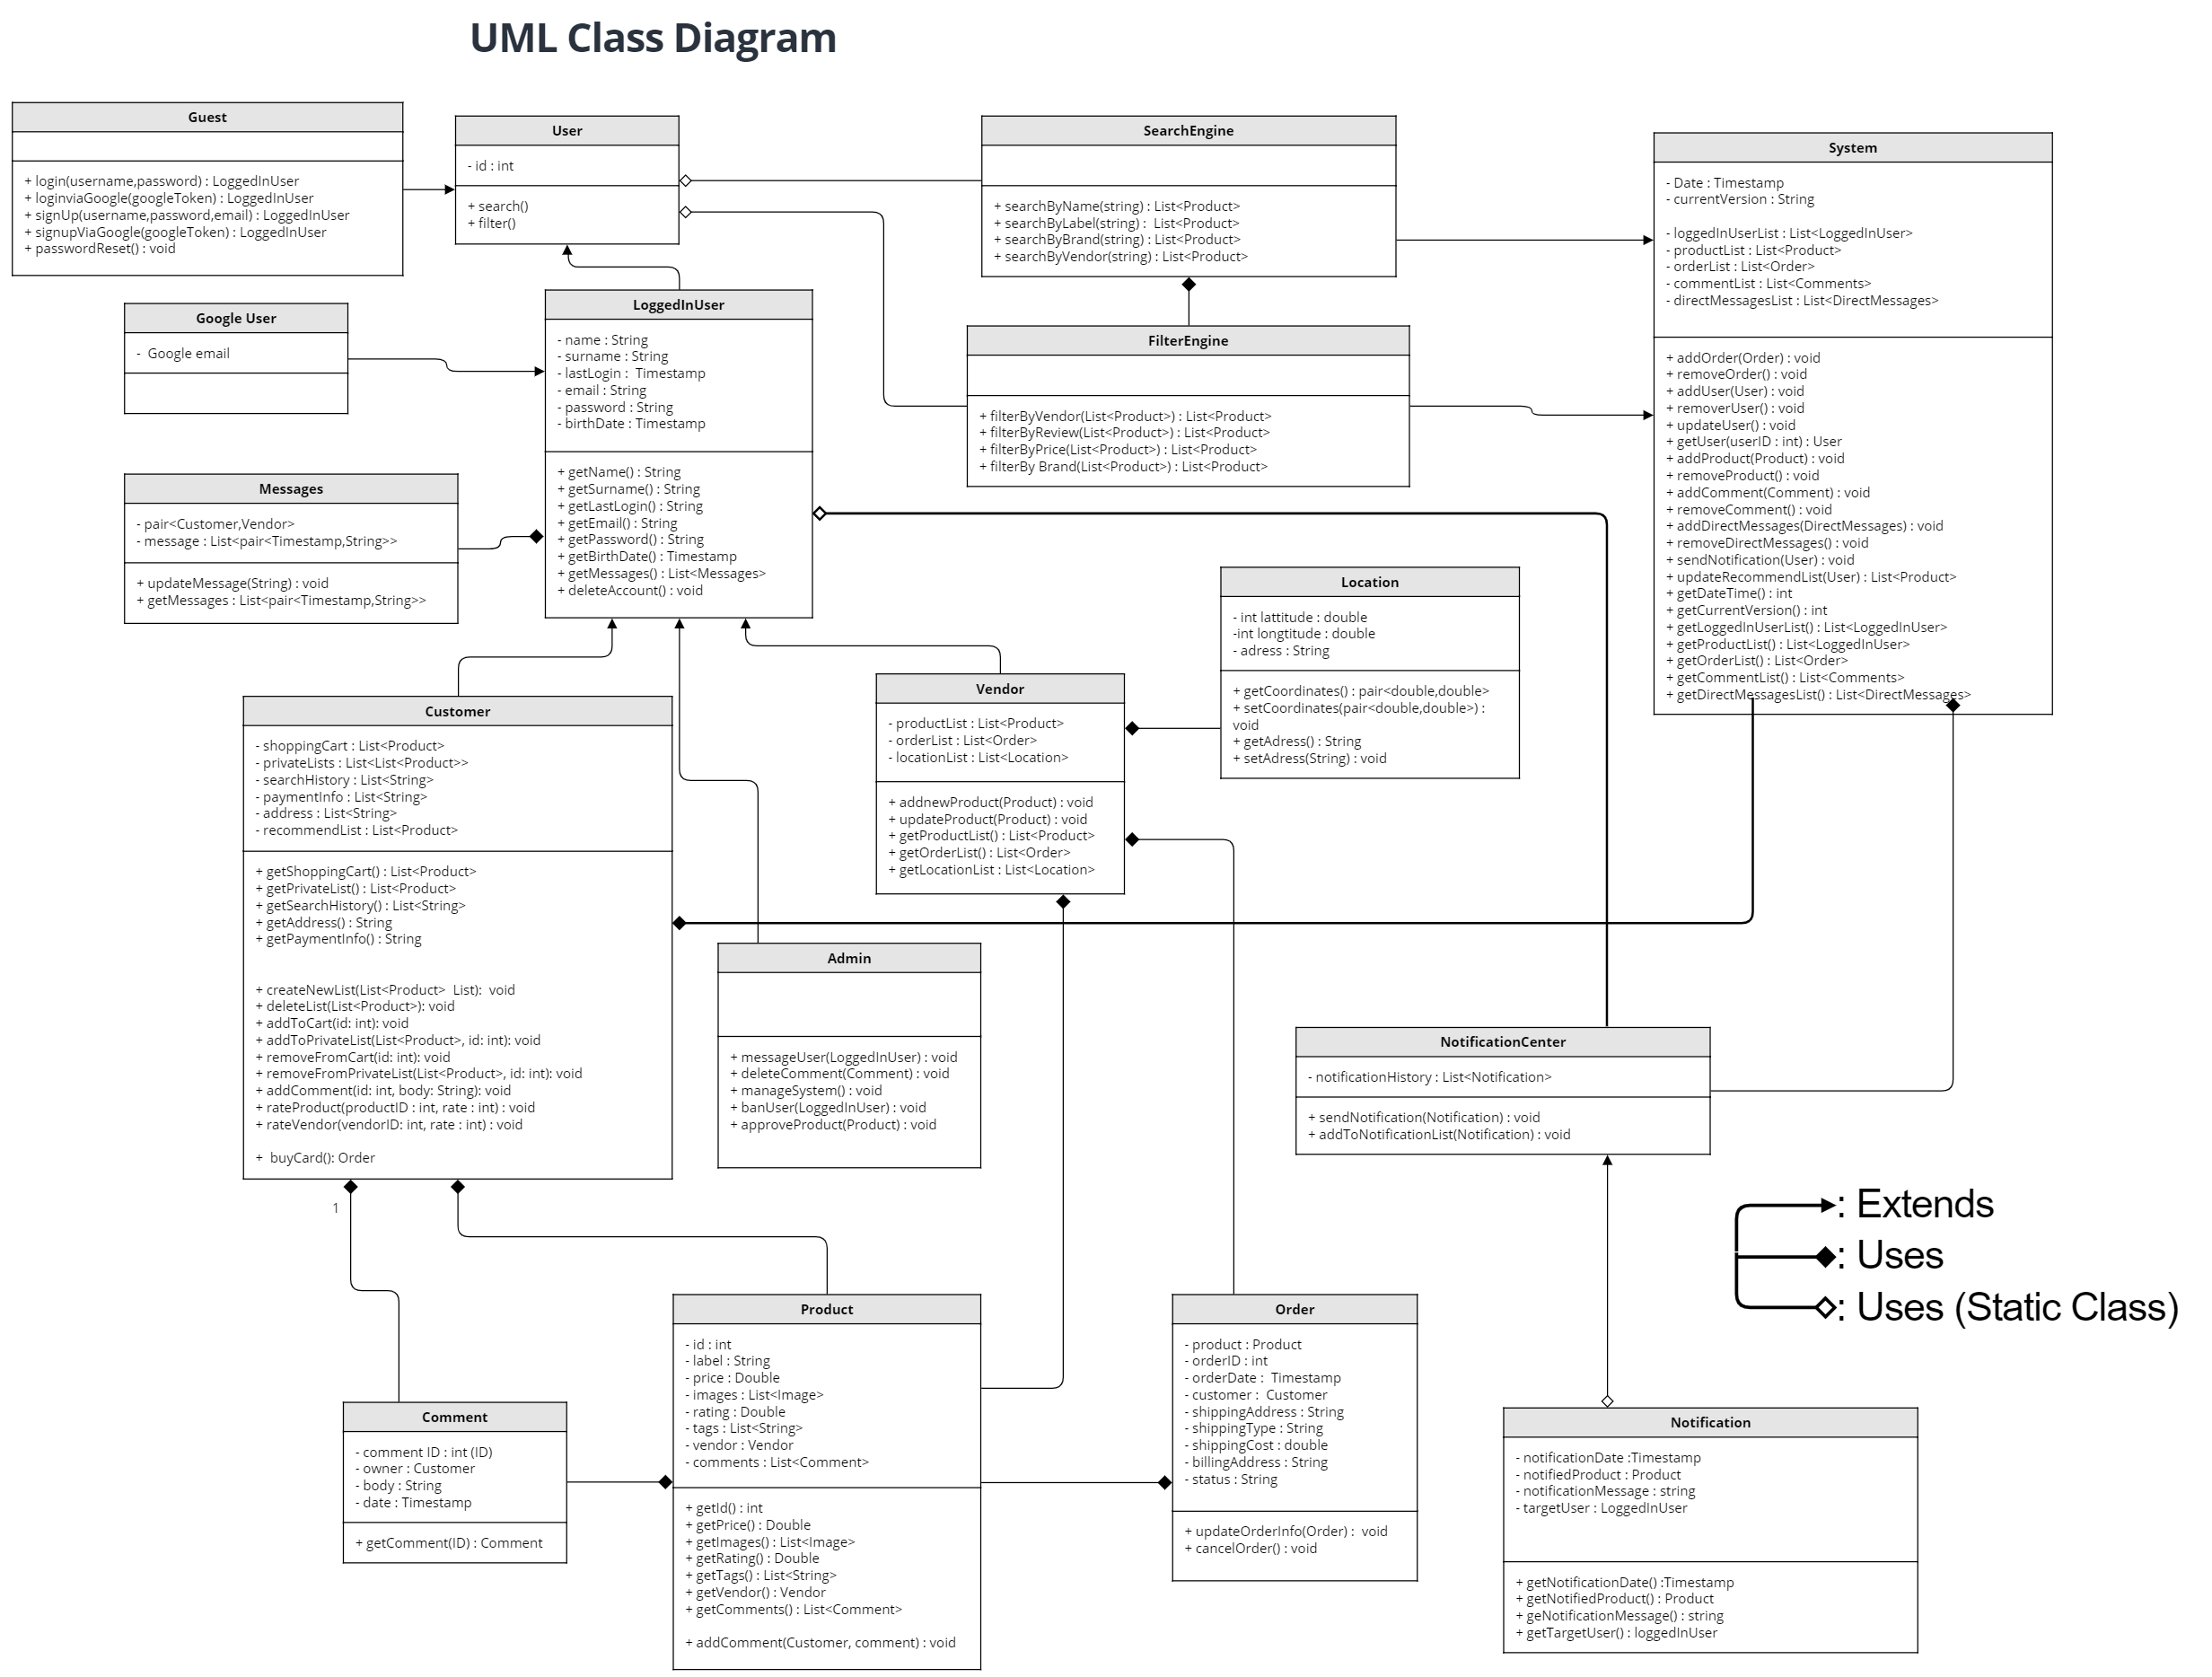 UML Class Diagram
Guest
+ login(username,password) : LoggedInUser
+ loginviaGoogle(googleToken) : LoggedInUser
+ signUp(username,password,email) : LoggedInUser
+ signupViaGoogle(googleToken) : LoggedInUser
+ passwordReset() : void
User
- id : int
+ search()
+ filter()
SearchEngine
+ searchByName(string) : List<Product>
+ searchByLabel(string) :  List<Product>
+ searchByBrand(string) : List<Product>
+ searchByVendor(string) : List<Product>
System
- Date : Timestamp
- currentVersion : String
- loggedInUserList : List<LoggedInUser>
- productList : List<Product>
- orderList : List<Order>
- commentList : List<Comments>
- directMessagesList : List<DirectMessages>
+ addOrder(Order) : void
+ removeOrder() : void
+ addUser(User) : void
+ removerUser() : void
+ updateUser() : void
+ getUser(userID : int) : User
+ addProduct(Product) : void
+ removeProduct() : void
+ addComment(Comment) : void
+ removeComment() : void
+ addDirectMessages(DirectMessages) : void
+ removeDirectMessages() : void
+ sendNotification(User) : void
+ updateRecommendList(User) : List<Product>
+ getDateTime() : int
+ getCurrentVersion() : int
+ getLoggedInUserList() : List<LoggedInUser>
+ getProductList() : List<LoggedInUser>
+ getOrderList() : List<Order>
+ getCommentList() : List<Comments>
+ getDirectMessagesList() : List<DirectMessages>
Google User
-  Google email
LoggedInUser
- name : String
- surname : String
- lastLogin :  Timestamp
- email : String
- password : String
- birthDate : Timestamp
+ getName() : String
+ getSurname() : String
+ getLastLogin() : String
+ getEmail() : String
+ getPassword() : String
+ getBirthDate() : Timestamp
+ getMessages() : List<Messages>
+ deleteAccount() : void
FilterEngine
+ filterByVendor(List<Product>) : List<Product>
+ filterByReview(List<Product>) : List<Product>
+ filterByPrice(List<Product>) : List<Product>
+ filterBy Brand(List<Product>) : List<Product>
Messages
- pair<Customer,Vendor>
- message : List<pair<Timestamp,String>>
+ updateMessage(String) : void
+ getMessages : List<pair<Timestamp,String>>
Location
- int lattitude : double
-int longtitude : double
- adress : String
+ getCoordinates() : pair<double,double>
+ setCoordinates(pair<double,double>) :
void
+ getAdress() : String
+ setAdress(String) : void
Vendor
- productList : List<Product>
- orderList : List<Order>
- locationList : List<Location>
+ addnewProduct(Product) : void
+ updateProduct(Product) : void
+ getProductList() : List<Product>
+ getOrderList() : List<Order>
+ getLocationList : List<Location>
Customer
- shoppingCart : List<Product>
- privateLists : List<List<Product>>
- searchHistory : List<String>
- paymentInfo : List<String>
- address : List<String>
- recommendList : List<Product>
+ getShoppingCart() : List<Product>
+ getPrivateList() : List<Product>
+ getSearchHistory() : List<String>
+ getAddress() : String
+ getPaymentInfo() : String
+ createNewList(List<Product>  List):  void
+ deleteList(List<Product>): void
+ addToCart(id: int): void
+ addToPrivateList(List<Product>, id: int): void
+ removeFromCart(id: int): void
+ removeFromPrivateList(List<Product>, id: int): void
+ addComment(id: int, body: String): void
+ rateProduct(productID : int, rate : int) : void
+ rateVendor(vendorID: int, rate : int) : void
+  buyCard(): Order
1
Admin
+ messageUser(LoggedInUser) : void
+ deleteComment(Comment) : void
+ manageSystem() : void
+ banUser(LoggedInUser) : void
+ approveProduct(Product) : void
NotificationCenter
- notificationHistory : List<Notification>
+ sendNotification(Notification) : void
+ addToNotificationList(Notification) : void
: Extends
: Uses
: Uses (Static Class)
Product
- id : int
- label : String
- price : Double
- images : List<Image>
- rating : Double
- tags : List<String>
- vendor : Vendor
- comments : List<Comment>
+ getId() : int
+ getPrice() : Double
+ getImages() : List<Image>
+ getRating() : Double
+ getTags() : List<String>
+ getVendor() : Vendor
+ getComments() : List<Comment>
+ addComment(Customer, comment) : void
Order
- product : Product
- orderID : int
- orderDate :  Timestamp
- customer :  Customer
- shippingAddress : String
- shippingType : String
- shippingCost : double
- billingAddress : String
- status : String
+ updateOrderInfo(Order) :  void
+ cancelOrder() : void
Comment
- comment ID : int (ID)
- owner : Customer
- body : String
- date : Timestamp
+ getComment(ID) : Comment
Notification
- notificationDate :Timestamp
- notifiedProduct : Product
- notificationMessage : string
- targetUser : LoggedInUser
+ getNotificationDate() :Timestamp
+ getNotifiedProduct() : Product
+ geNotificationMessage() : string
+ getTargetUser() : loggedInUser